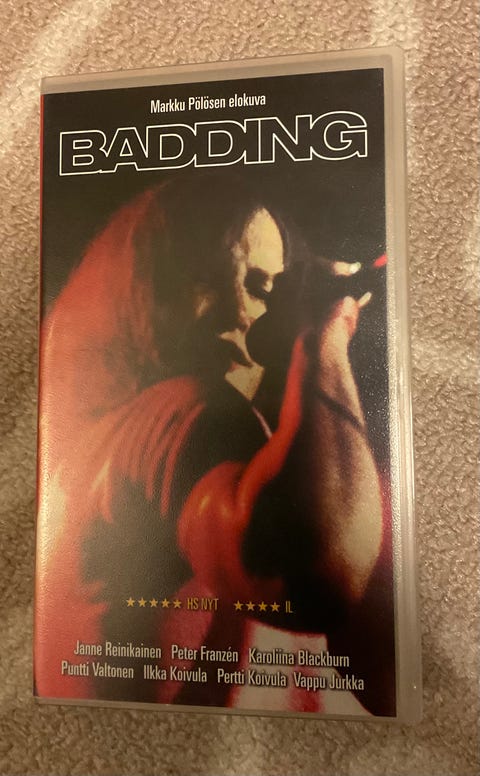 Markku Pölösen elokuva
BADDING
★★★★★ HS NYT ★★★★ IL
Janne Reinikainen Peter Franzén Karoliina Blackburn
Puntti Valtonen Ilkka Koivula Pertti Koivula Vappu Jurkka